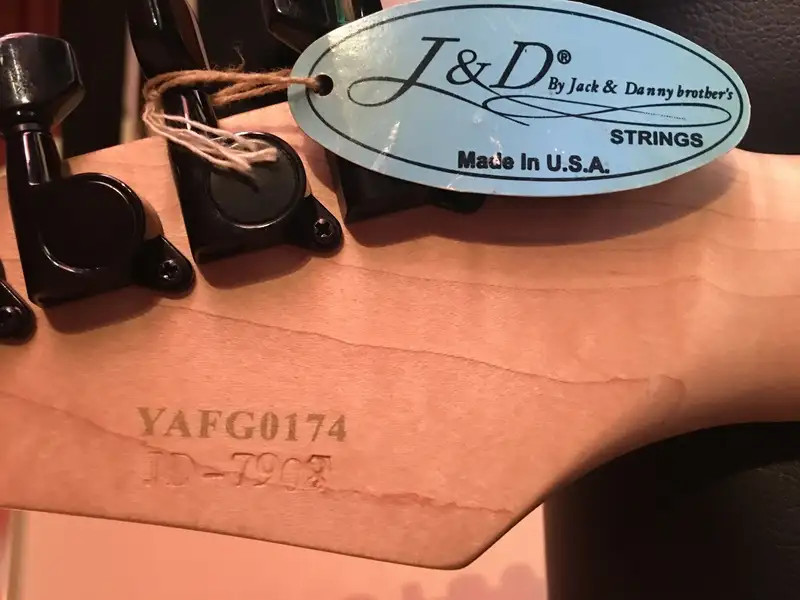 J&D®
By Jack & Danny brother's
STRINGS
Made In U.S.A.
YAFG0174